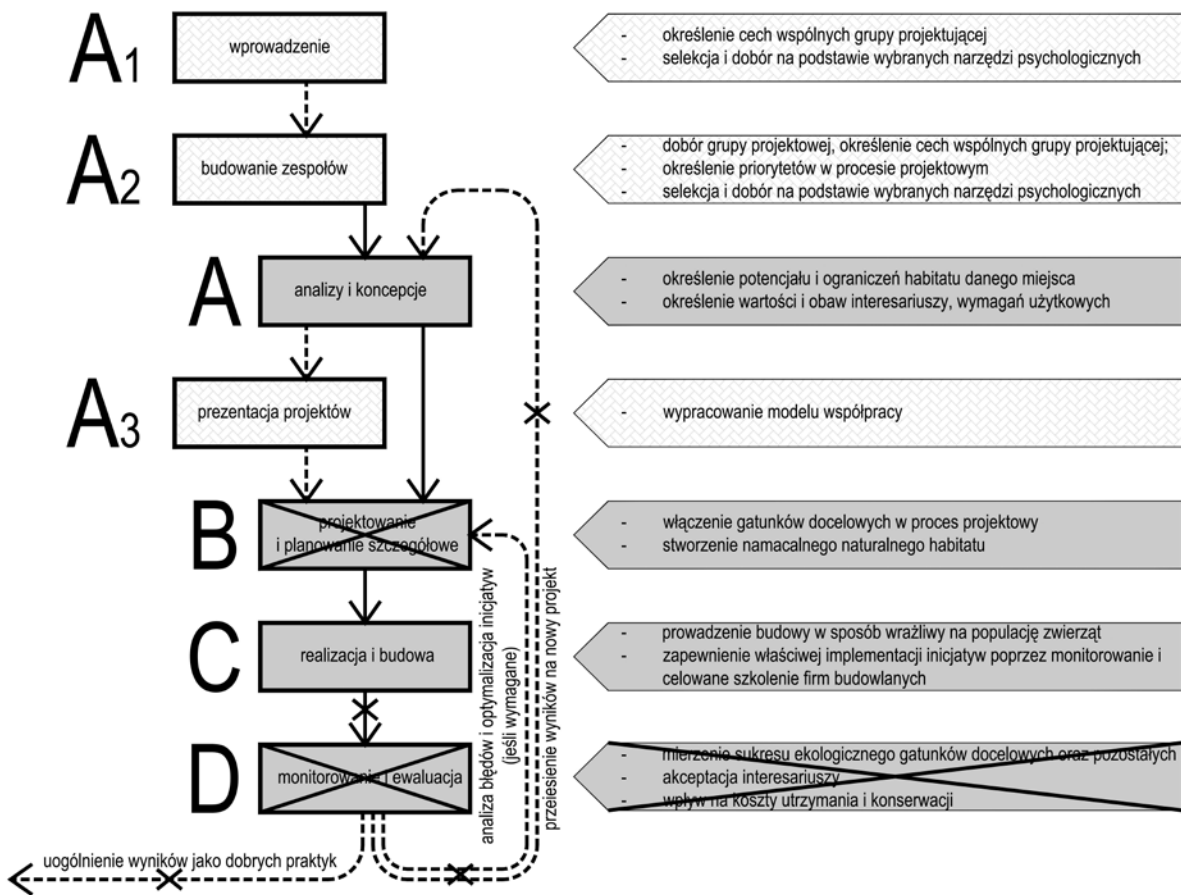 A1
wprowadzenie
- określenie cech wspólnych grupy projektującej
- selekcja i dobór na podstawie wybranych narzędzi psychologicznych
A2
budowanie zespołów
- dobór grupy projektowej, określenie cech wspólnych grupy projektującej;
- określenie priorytetów w procesie projektowym
- selekcja i dobór na podstawie wybranych narzędzi psychologicznych
A
analizy i koncepcje
- określenie potencjału i ograniczeń habitatu danego miejsca
- określenie wartości i obaw interesariuszy, wymagań użytkowych
A3
prezentacja projektów
- wypracowanie modelu współpracy
B
projektowanie
i planowanie szczegółowe
- włączenie gatunków docelowych w proces projektowy
- stworzenie namacalnego naturalnego habitatu
C
realizacja i budowa
- prowadzenie budowy w sposób wrażliwy na populację zwierząt
- zapewnienie właściwej implementacji inicjatyw poprzez monitorowanie i
celowane szkolenie firm budowlanych
D
monitorowanie i ewaluacja
- mierzenie sukresu ekologicznego gatunków docelowych oraz pozostałych
- akceptacja interesariuszy
- wpływ na koszty utrzymania i konserwacji
analiza błędów i optymalizacja inicjatyw
(jeśli wymagane)
przeiesienie wyników na nowy projekt
uogólnienie wyników jako dobrych praktyk